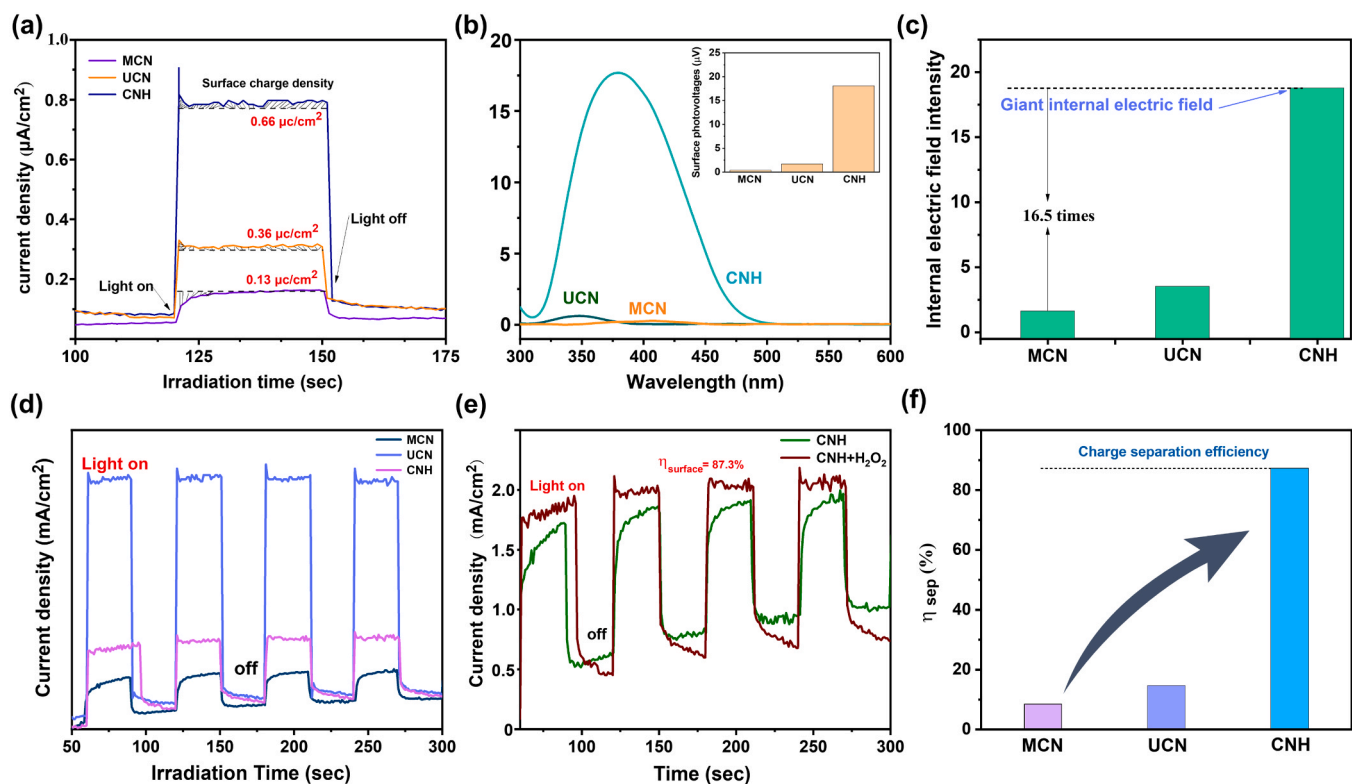 (a)
current density (μA/cm²)
1.0
0.8
0.6
0.4
0.2
MCN
UCN
CNH
Surface charge density
0.66 μc/cm²
0.36 μc/cm²
0.13 μc/cm²
Light on
Light off
100 125 150 175
Irradiation time (sec)
(b)
20
15
10
5
0
UCN
MCN
CNH
300 350 400 450 500 550 600
Wavelength (nm)
Surface photovoltages (μV)
25
20
15
10
5
0
MCN UCN CNH
(c)
Internal electric field intensity
20
15
10
5
0
Giant internal electric field
16.5 times
MCN UCN CNH
(d)
Current density (mA/cm²)
MCN
UCN
CNH
Light on
off
50 100 150 200 250 300
Irradiation Time (sec)
(e)
Current density (mA/cm²)
2.0
1.5
1.0
0.5
0
CNH
CNH+H₂O₂
η surface= 87.3%
Light on
off
100 150 200 250 300
Time (sec)
(f)
η sep (%)
100
80
60
40
20
0
Charge separation efficiency
MCN UCN CNH